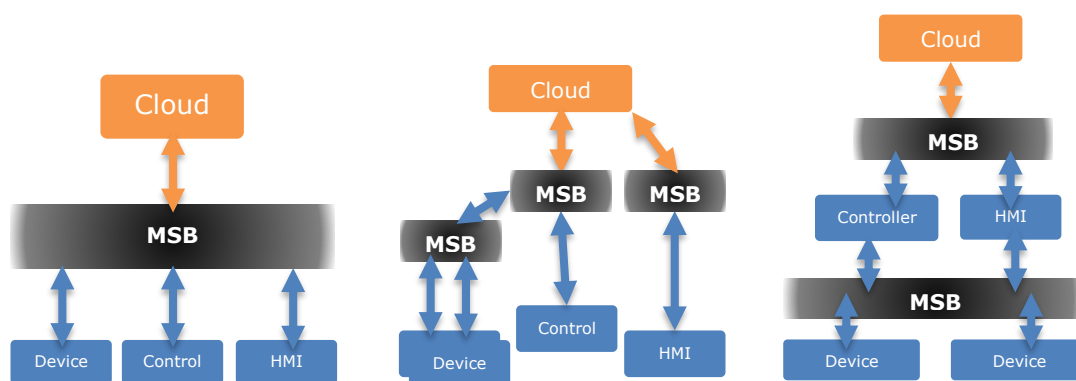 Cloud
MSB
Device
Control
HMI
Cloud
MSB
MSB
MSB
Control
Device
HMI
Cloud
MSB
Controller
HMI
MSB
Device
Device